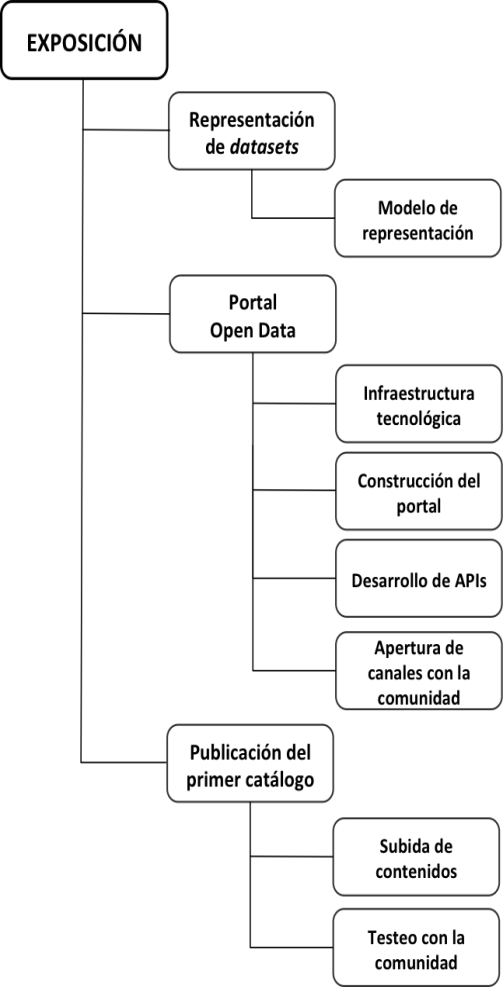 EXPOSICIÓN
Representación
de datasets
Modelo de
representación
Portal
Open Data
Infraestructura
tecnológica
Construcción del
portal
Desarrollo de APIs
Apertura de
canales con la
comunidad
Publicación del
primer catálogo
Subida de
contenidos
Testeo con la
comunidad